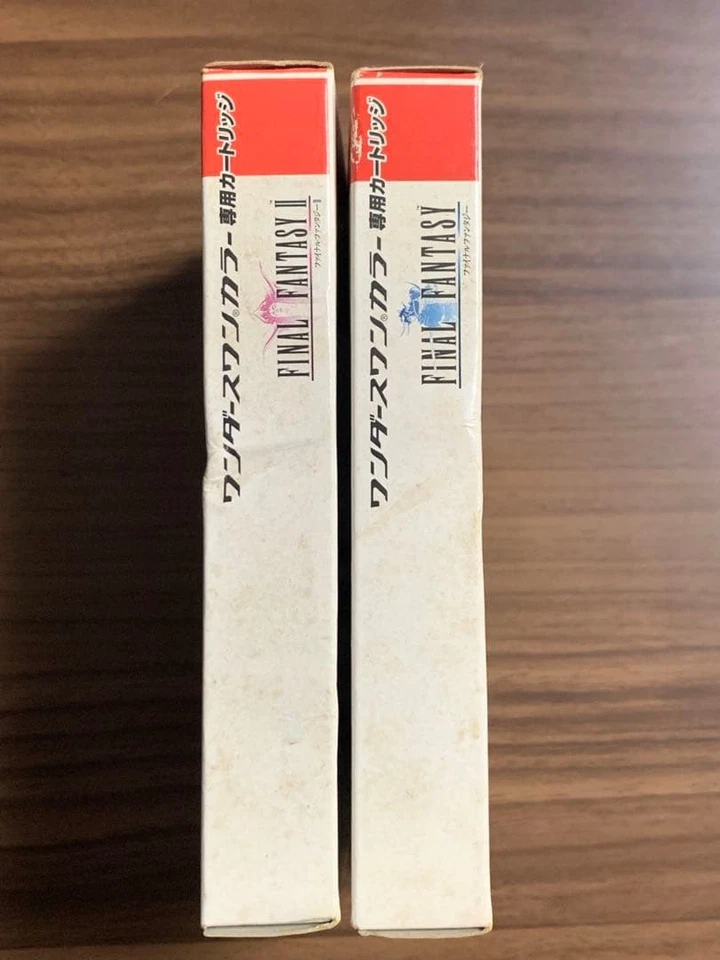 ワンダースワン®カラー専用カートリッジ
FINAL FANTASY II™
ファイナルファンタジーII
ワンダースワン®カラー専用カートリッジ
FINAL FANTASY™
ファイナルファンタジー